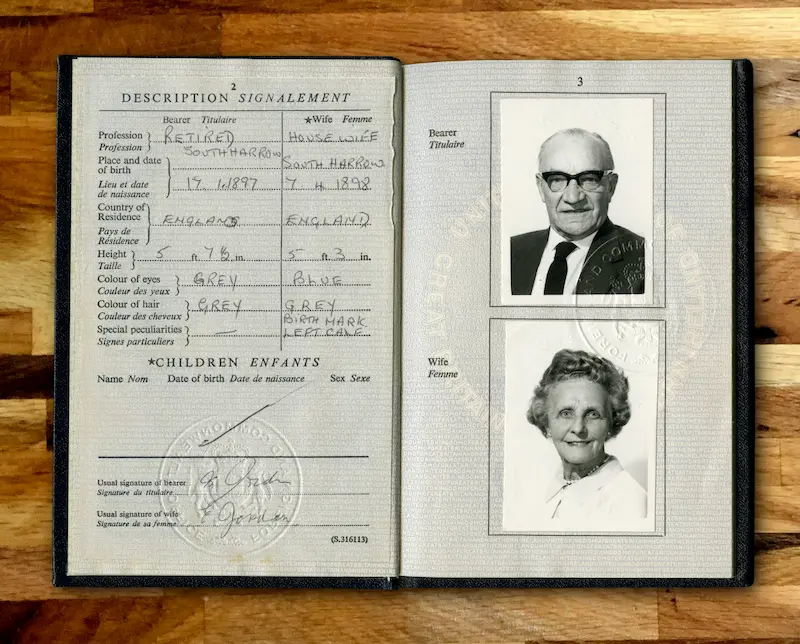 2
DESCRIPTION SIGNALEMENT
Bearer Titulaire ★Wife Femme
Profession RETIRED HOUSEWIFE
Profession
Place and date of birth SOUTH HARROW SOUTH HARROW
Lieu et date de naissance 1.1897 7 4 1898
Country of Residence ENGLAND ENGLAND
Pays de Résidence
Height 5 ft. 7½ in. 5 ft. 3 in.
Taille
Colour of eyes GREY BLUE
Couleur des yeux
Colour of hair GREY GREY
Couleur des cheveux
Special peculiarities — BIRTH MARK
Signes particuliers LEFT CALF
★CHILDREN ENFANTS
Name Nom Date of birth Date de naissance Sex Sexe
Usual signature of bearer
Signature du titulaire
Usual signature of wife Jordan
Signature de sa femme
(S.316113)
3
Bearer
Titulaire
Wife
Femme